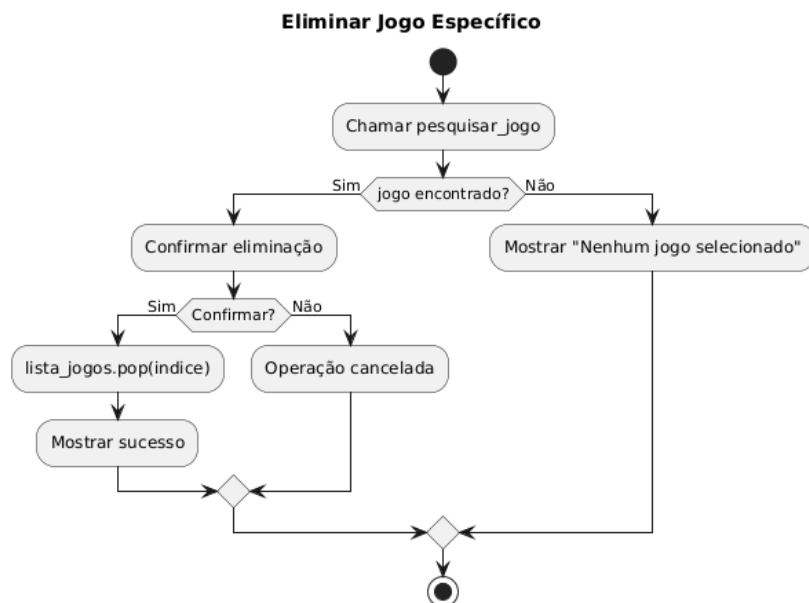 Eliminar Jogo Específico
Chamar pesquisar_jogo
Sim
jogo encontrado?
Não
Confirmar eliminação
Mostrar "Nenhum jogo selecionado"
Sim
Confirmar?
Não
lista_jogos.pop(indice)
Operação cancelada
Mostrar sucesso